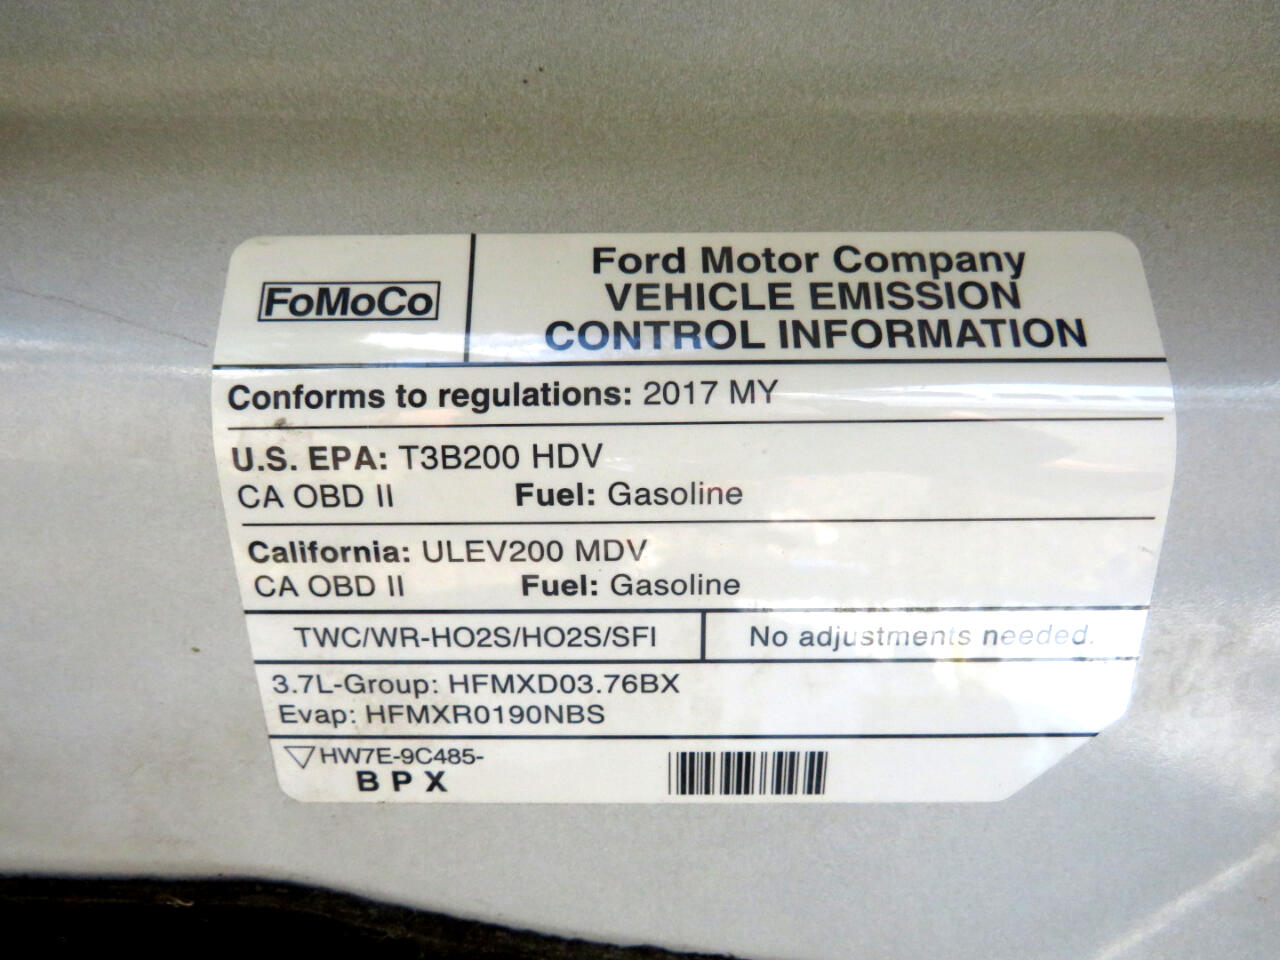 FoMoCo
Ford Motor Company
VEHICLE EMISSION
CONTROL INFORMATION
Conforms to regulations: 2017 MY
U.S. EPA: T3B200 HDV
CA OBD II Fuel: Gasoline
California: ULEV200 MDV
CA OBD II Fuel: Gasoline
TWC/WR-HO2S/HO2S/SFI No adjustments needed.
3.7L-Group: HFMXD03.76BX
Evap: HFMXR0190NBS
HW7E-9C485-
B P X